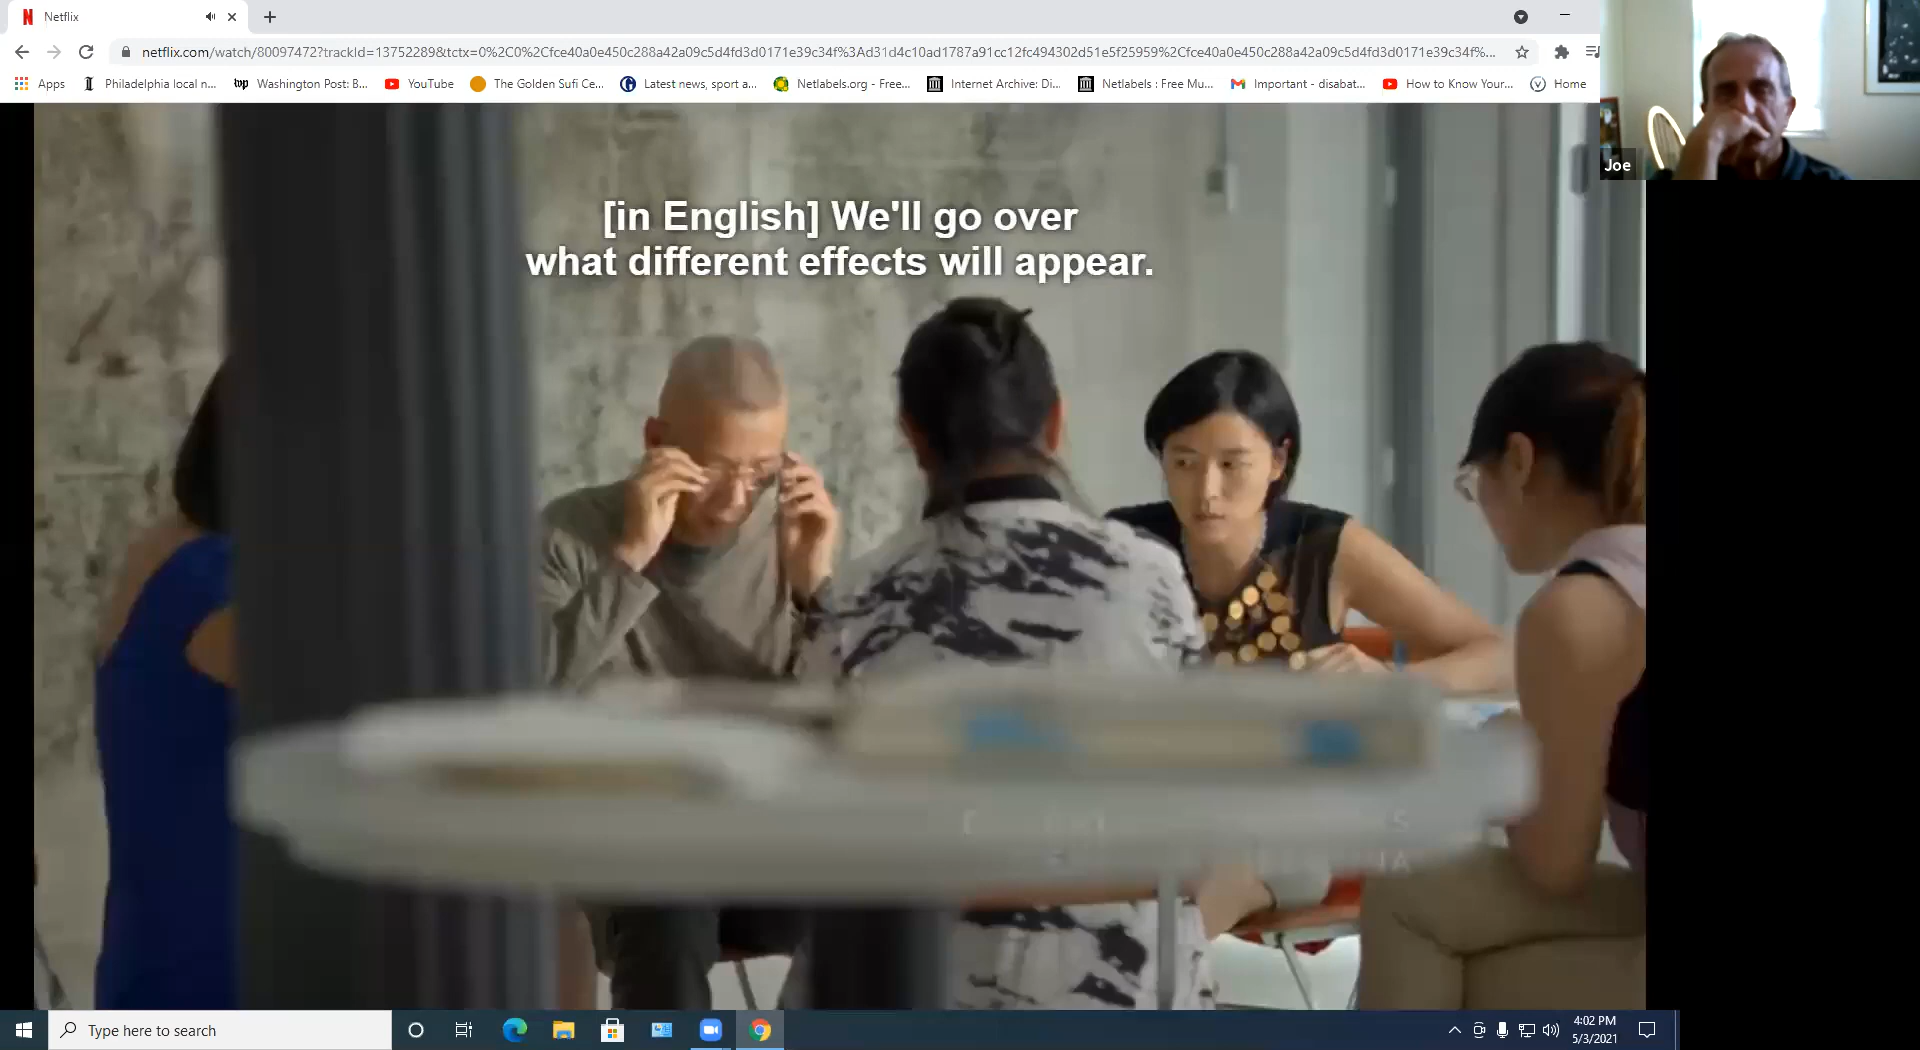 Netflix
netflix.com/watch/80097472?trackId=13752289&tctx=0%2C0%2Cfce40a0e450c288a42a09c5d4fd3d0171e39c34f%3Ad31d4c10ad1787a91cc12fc494302d51e5f25959%2Cfce40a0e450c288a42a09c5d4fd3d0171e39c34f%...
Apps Philadelphia local n... wp Washington Post: B... YouTube The Golden Sufi Ce... Latest news, sport a... Netlabels.org - Free... Internet Archive: Di... Netlabels : Free Mu... Important - disabat... How to Know Your... Home
Joe
[in English] We'll go over
what different effects will appear.
Type here to search
4:02 PM
5/3/2021